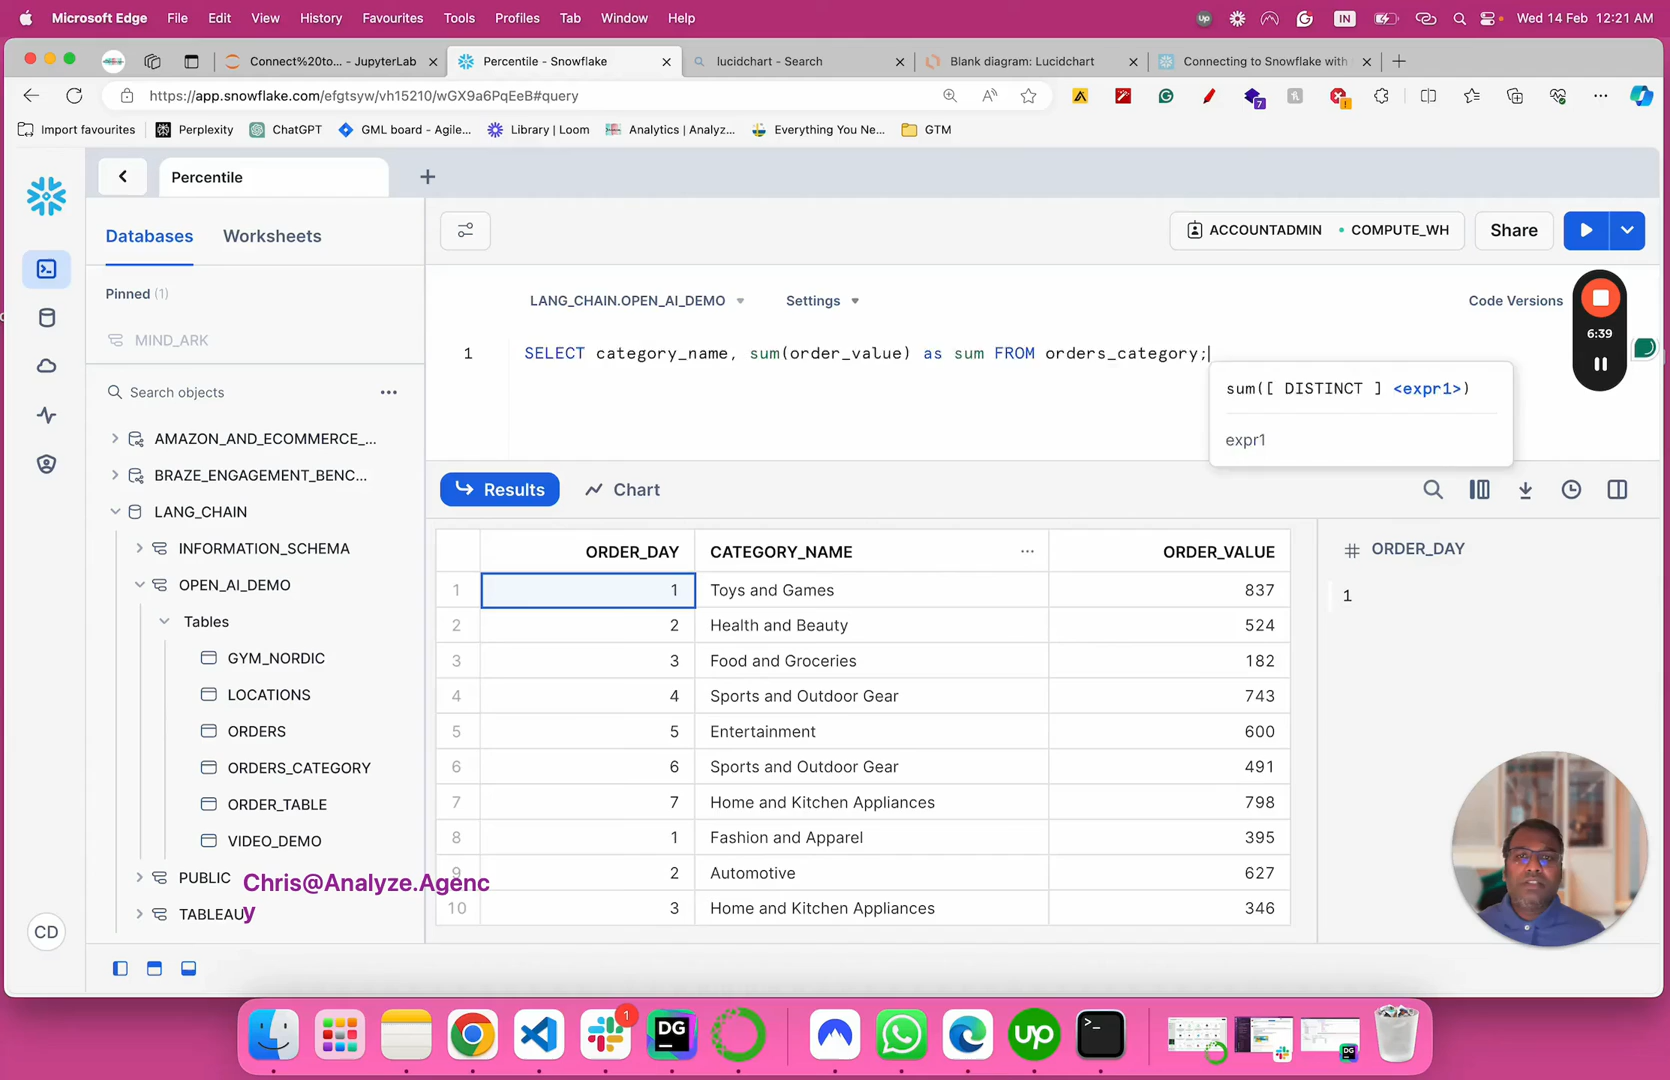 Microsoft Edge File Edit View History Favourites Tools Profiles Tab Window Help
up IN Wed 14 Feb 12:21 AM
Connect%20to... - JupyterLab
Percentile - Snowflake
lucidchart - Search
Blank diagram: Lucidchart
Connecting to Snowflake with
https://app.snowflake.com/efgtsyw/vh15210/wGX9a6PqEeB#query
7
Import favourites Perplexity ChatGPT GML board - Agile... Library | Loom Analytics | Analyz... Everything You Ne... GTM
Percentile
Databases Worksheets
ACCOUNTADMIN COMPUTE_WH Share
Pinned (1)
MIND_ARK
LANG_CHAIN.OPEN_AI_DEMO Settings Code Versions
6:39
1 SELECT category_name, sum(order_value) as sum FROM orders_category;
sum([ DISTINCT ] <expr1>)
expr1
Search objects
AMAZON_AND_ECOMMERCE_...
BRAZE_ENGAGEMENT_BENC...
LANG_CHAIN
INFORMATION_SCHEMA
OPEN_AI_DEMO
Tables
GYM_NORDIC
LOCATIONS
ORDERS
ORDERS_CATEGORY
ORDER_TABLE
VIDEO_DEMO
PUBLIC
TABLEAU
Chris@Analyze.Agenc
y
CD
Results Chart
ORDER_DAY CATEGORY_NAME ... ORDER_VALUE
1 1 Toys and Games 837
2 2 Health and Beauty 524
3 3 Food and Groceries 182
4 4 Sports and Outdoor Gear 743
5 5 Entertainment 600
6 6 Sports and Outdoor Gear 491
7 7 Home and Kitchen Appliances 798
8 1 Fashion and Apparel 395
9 2 Automotive 627
10 3 Home and Kitchen Appliances 346
# ORDER_DAY
1
1
DG
up
>_